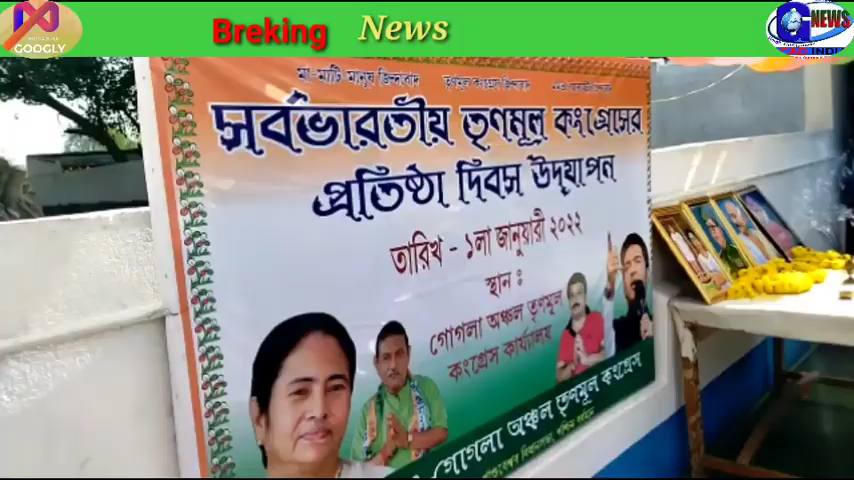 GOOGLY
Breking News
NEWS
মা-মাটি-মানুষ জিন্দাবাদ তৃণমূল কংগ্রেস জিন্দাবাদ
সর্বভারতীয় তৃণমূল কংগ্রেসের
প্রতিষ্ঠা দিবস উদ্‌যাপন
তারিখ - ১লা জানুয়ারী ২০২২
স্থান :
গোগলা অঞ্চল তৃণমূল
কংগ্রেস কার্য্যালয়
গোগলা অঞ্চল তৃণমূল কংগ্রেস